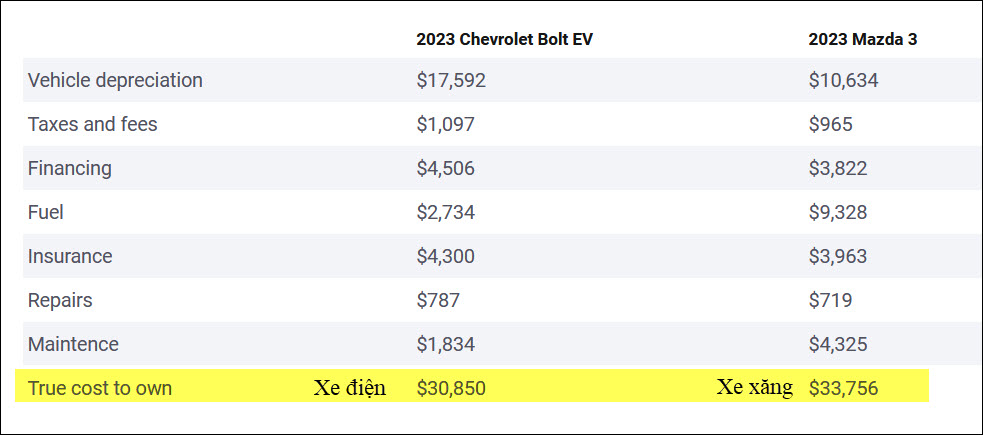 2023 Chevrolet Bolt EV 2023 Mazda 3
Vehicle depreciation $17,592 $10,634
Taxes and fees $1,097 $965
Financing $4,506 $3,822
Fuel $2,734 $9,328
Insurance $4,300 $3,963
Repairs $787 $719
Maintence $1,834 $4,325
True cost to own Xe điện $30,850 Xe xăng $33,756